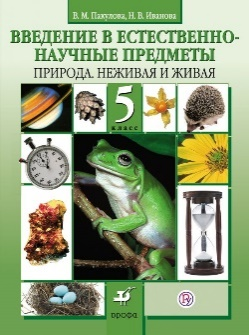 В. М. Пакулова, Н. В. Иванова
ВВЕДЕНИЕ В ЕСТЕСТВЕННО-
НАУЧНЫЕ ПРЕДМЕТЫ
ПРИРОДА. НЕЖИВАЯ И ЖИВАЯ
5
класс
дрофа